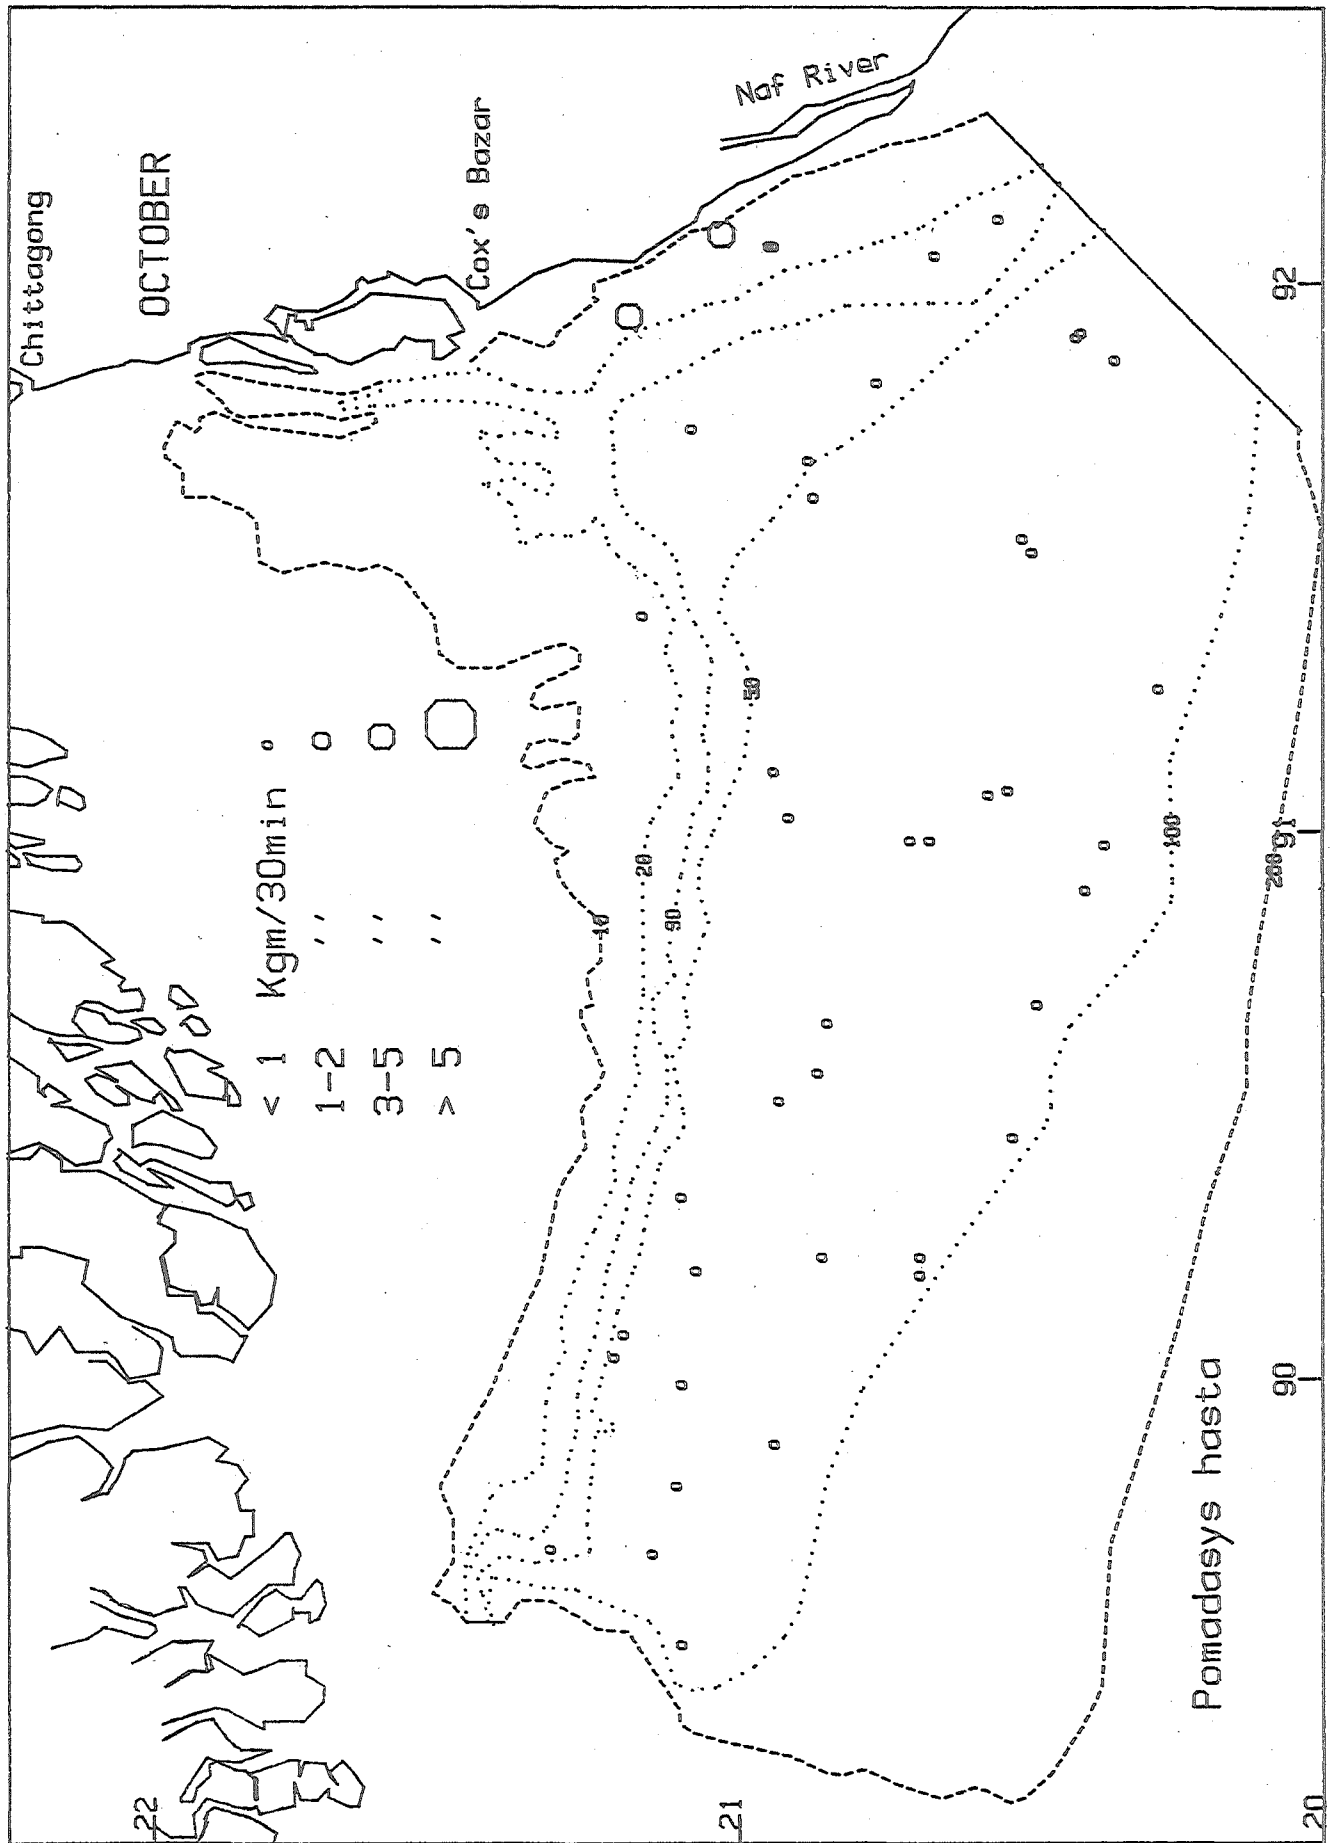 Chittagong
OCTOBER
Cox's Bazar
Naf River
< 1 Kgm/30min
1-2 ,,
3-5 ,,
> 5 ,,
10
20
30
50
100
200
22
21
20
90
91
92
Pomadasys hasta